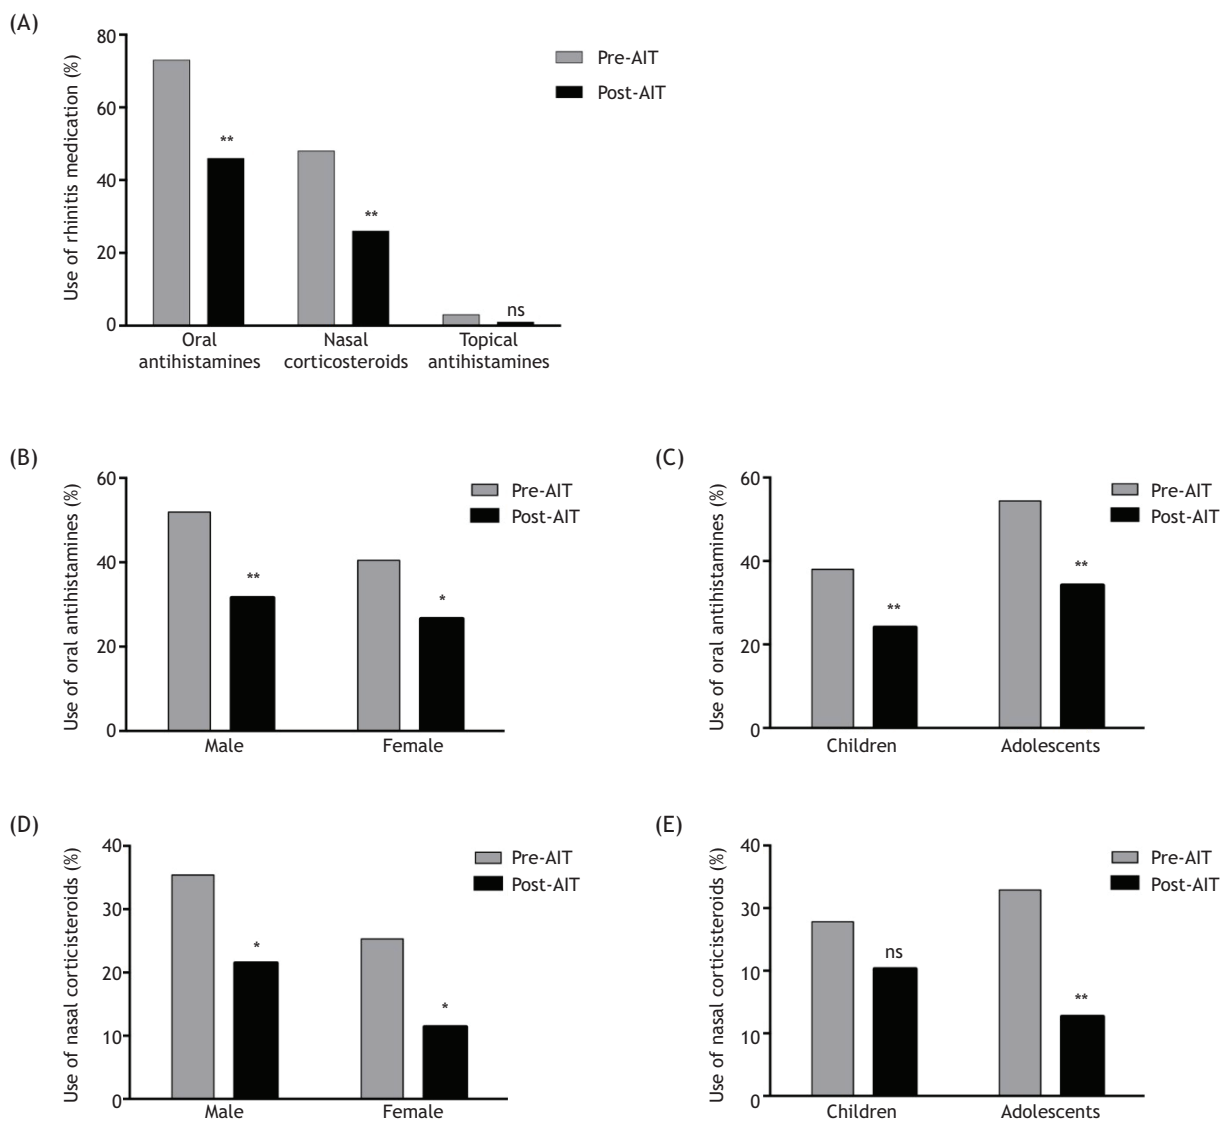 (A)
Use of rhinitis medication (%)
80
60
40
20
0
**
**
ns
Oral
antihistamines
Nasal
corticosteroids
Topical
antihistamines
Pre-AIT
Post-AIT
(B)
Use of oral antihistamines (%)
60
40
20
0
**
*
Male
Female
Pre-AIT
Post-AIT
(C)
Use of oral antihistamines (%)
60
40
20
0
**
**
Children
Adolescents
Pre-AIT
Post-AIT
(D)
Use of nasal corticisteroids (%)
40
30
20
10
0
*
*
Male
Female
Pre-AIT
Post-AIT
(E)
Use of nasal corticisteroids (%)
40
30
10
10
0
ns
**
Children
Adolescents
Pre-AIT
Post-AIT